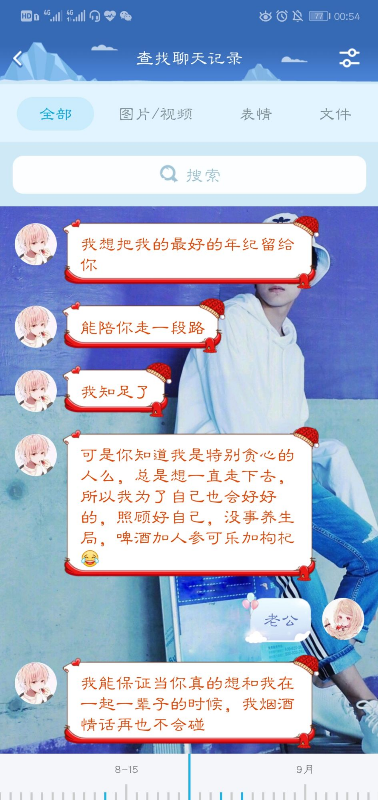 HD 4G 4G 77 00:54
查找聊天记录
全部 图片/视频 表情 文件
搜索
我想把我的最好的年纪留给
你
能陪你走一段路
我知足了
可是你知道我是特别贪心的
人么，总是想一直走下去，
所以我为了自己也会好好
的，照顾好自己，没事养生
局，啤酒加人参可乐加枸杞
😂
老公
我能保证当你真的想和我在
一起一辈子的时候，我烟酒
情话再也不会碰
8-15 9月